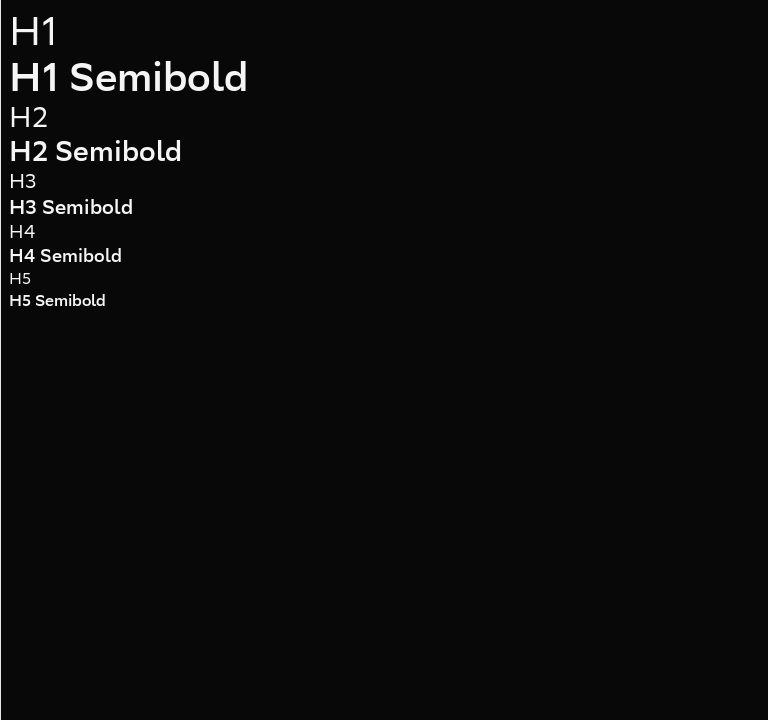 H1
H1 Semibold
H2
H2 Semibold
H3
H3 Semibold
H4
H4 Semibold
H5
H5 Semibold